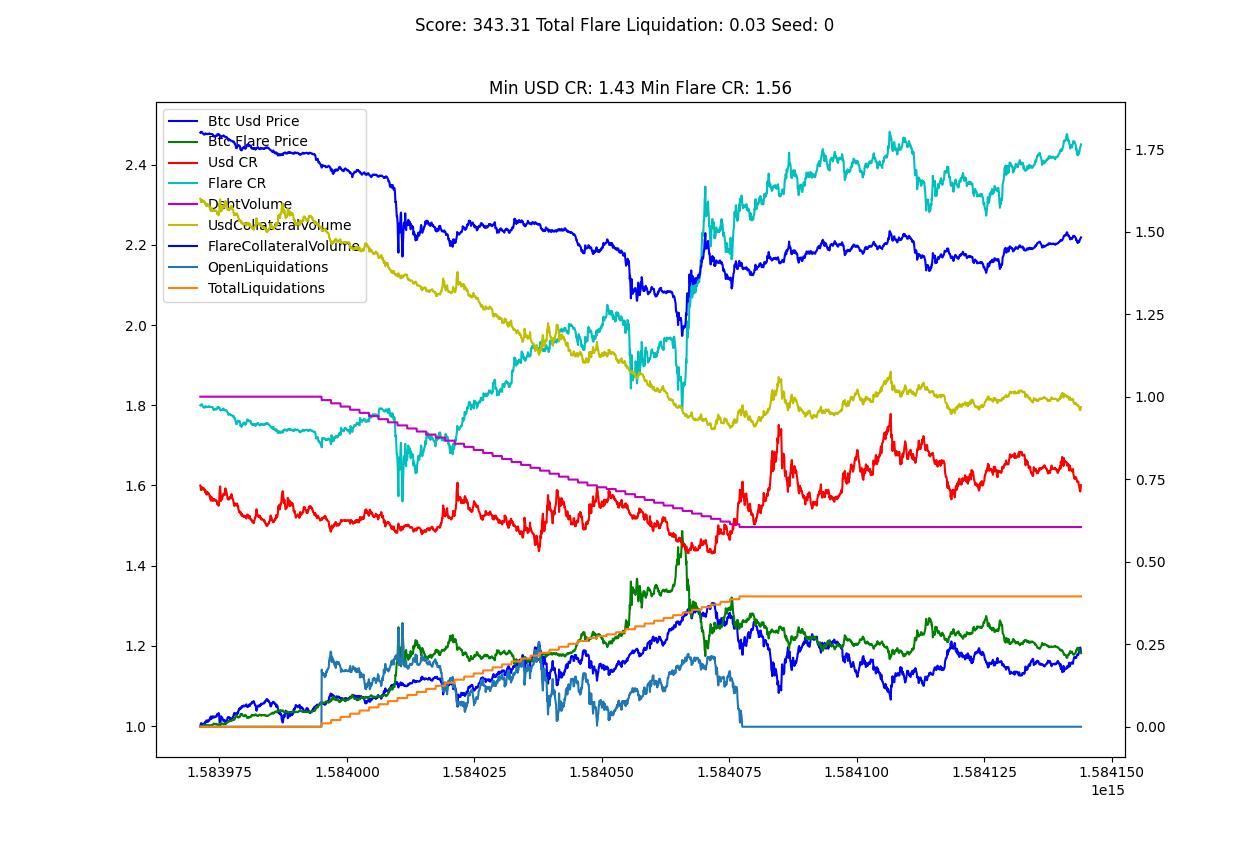 Score: 343.31 Total Flare Liquidation: 0.03 Seed: 0
Min USD CR: 1.43 Min Flare CR: 1.56
Btc Usd Price
Btc Flare Price
Usd CR
Flare CR
DebtVolume
UsdCollateralVolume
FlareCollateralVolume
OpenLiquidations
TotalLiquidations
2.4
2.2
2.0
1.8
1.6
1.4
1.2
1.0
1.75
1.50
1.25
1.00
0.75
0.50
0.25
0.00
1.583975 1.584000 1.584025 1.584050 1.584075 1.584100 1.584125 1.584150
1e15